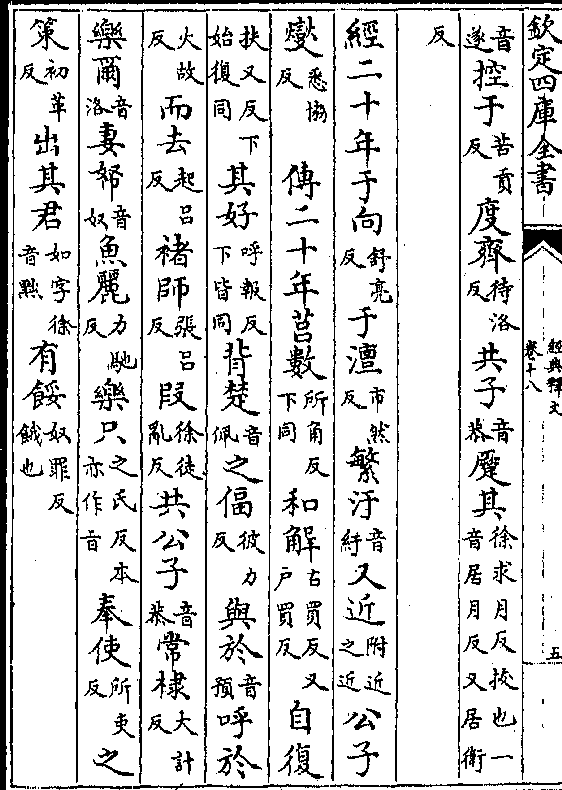 欽定四庫全書 經典釋文卷十八 五
音遂控于苦貢反度齊待洛反共子音恭蹷其徐求月反挍也一音居月反又居衛
反
經二十年于向舒亮反于澶市然反繁汙音紆又近附近之近公子
燮悉協反 傳二十年莒數所角反下同和解古買反又戶買反自復
扶又反下始復同其好呼報反下皆同背楚音佩之偪彼力反與於音預呼於
火故反而去起呂反褚師張呂反段徐徒亂反共公子音恭常棣大計反
樂爾音洛妻帑音奴魚麗力馳反樂只之氏反本亦作旨奉使所吏反之
策初革反出其君如字徐音黜有餒奴罪反餓也